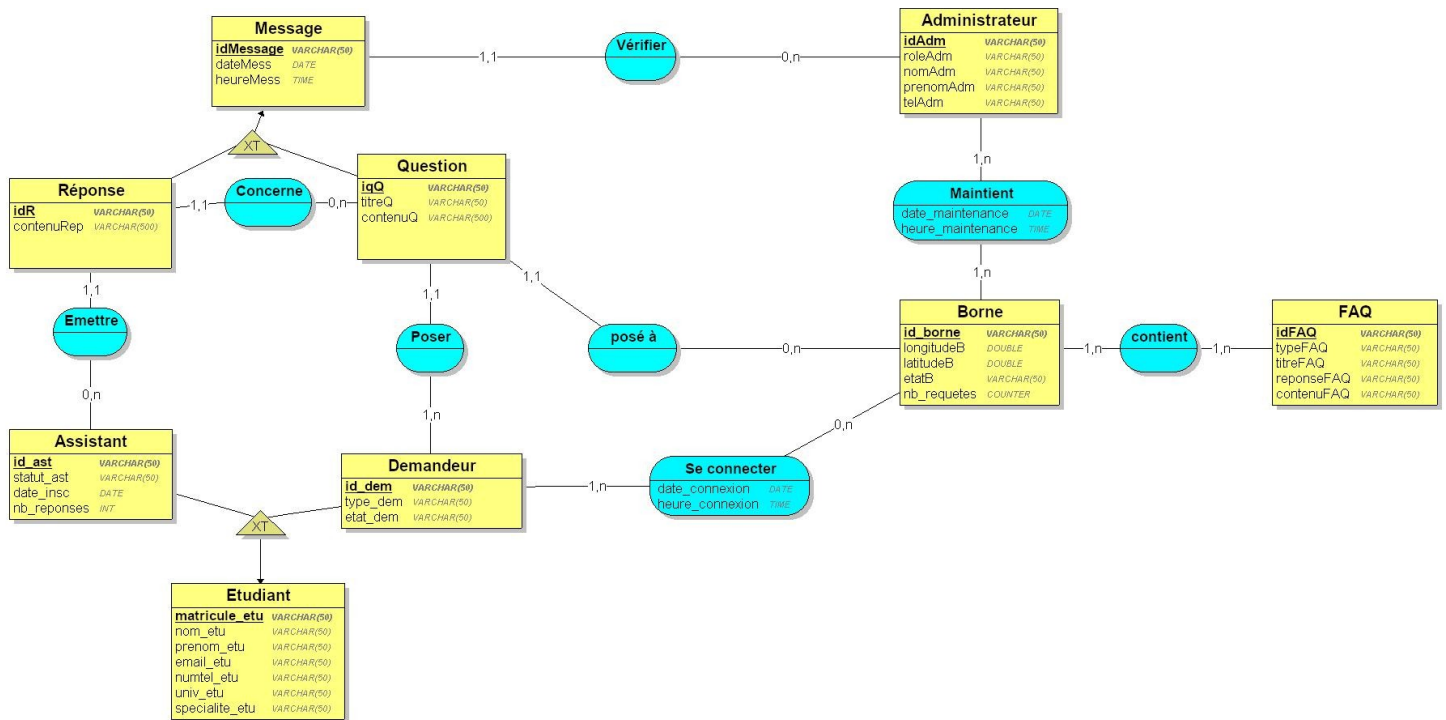 Message
idMessage VARCHAR(50)
dateMess DATE
heureMess TIME
1,1
Vérifier
0,n
Administrateur
idAdm VARCHAR(50)
roleAdm VARCHAR(50)
nomAdm VARCHAR(50)
prenomAdm VARCHAR(50)
telAdm VARCHAR(50)
XT
Réponse
idR VARCHAR(50)
contenuRep VARCHAR(500)
1,1
Concerne
0,n
Question
iqQ VARCHAR(50)
titreQ VARCHAR(50)
contenuQ VARCHAR(500)
1,n
Maintient
date_maintenance DATE
heure_maintenance TIME
1,n
1,1
Emettre
0,n
1,1
Poser
1,n
1,1
posé à
0,n
Borne
id_borne VARCHAR(50)
longitudeB DOUBLE
latitudeB DOUBLE
etatB VARCHAR(50)
nb_requetes COUNTER
1,n
contient
1,n
FAQ
idFAQ VARCHAR(50)
typeFAQ VARCHAR(50)
titreFAQ VARCHAR(50)
reponseFAQ VARCHAR(50)
contenuFAQ VARCHAR(50)
Assistant
id_ast VARCHAR(50)
statut_ast VARCHAR(50)
date_insc DATE
nb_reponses INT
Demandeur
id_dem VARCHAR(50)
type_dem VARCHAR(50)
etat_dem VARCHAR(50)
1,n
Se connecter
date_connexion DATE
heure_connexion TIME
0,n
XT
Etudiant
matricule_etu VARCHAR(50)
nom_etu VARCHAR(50)
prenom_etu VARCHAR(50)
email_etu VARCHAR(50)
numtel_etu VARCHAR(50)
univ_etu VARCHAR(50)
specialite_etu VARCHAR(50)